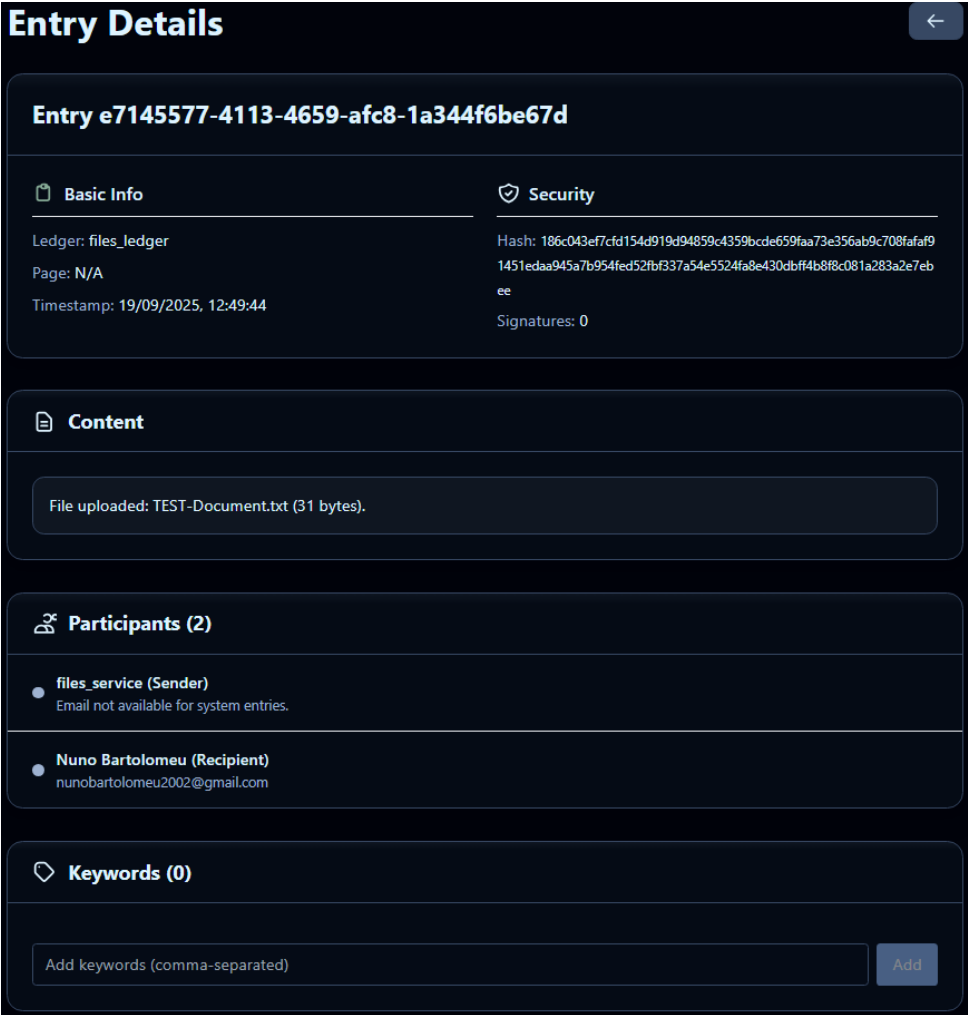 Entry Details
Entry e7145577-4113-4659-afc8-1a344f6be67d
Basic Info
Ledger: files_ledger
Page: N/A
Timestamp: 19/09/2025, 12:49:44
Security
Hash: 186c043ef7cfd154d919d94859c4359bcde659faa73e356ab9c708fafaf9
1451edaa945a7b954fed52fbf337a54e5524fa8e430dbff4b8f8c081a283a2e7eb
ee
Signatures: 0
Content
File uploaded: TEST-Document.txt (31 bytes).
Participants (2)
files_service (Sender)
Email not available for system entries.
Nuno Bartolomeu (Recipient)
nunobartolomeu2002@gmail.com
Keywords (0)
Add keywords (comma-separated)
Add